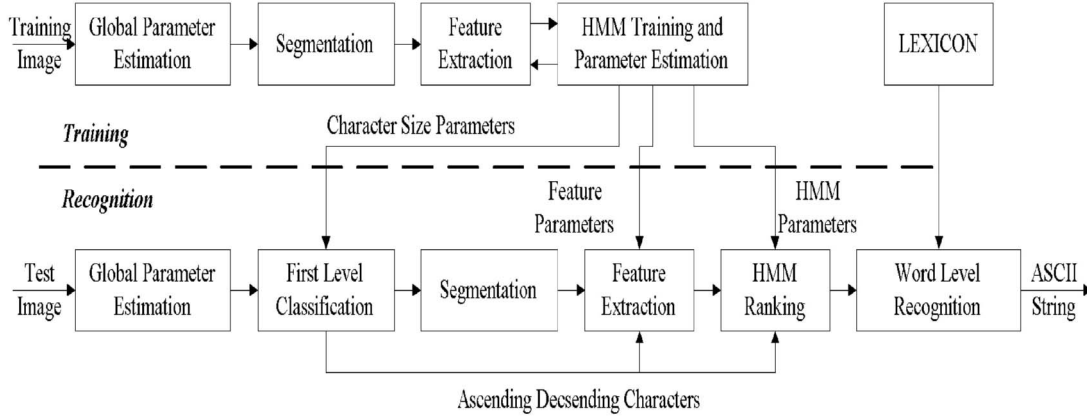 Training
Image
Global Parameter
Estimation
Segmentation
Feature
Extraction
HMM Training and
Parameter Estimation
LEXICON
Character Size Parameters
Training
Recognition
Feature
Parameters
HMM
Parameters
Test
Image
Global Parameter
Estimation
First Level
Classification
Segmentation
Feature
Extraction
HMM
Ranking
Word Level
Recognition
ASCII
String
Ascending Decsending Characters